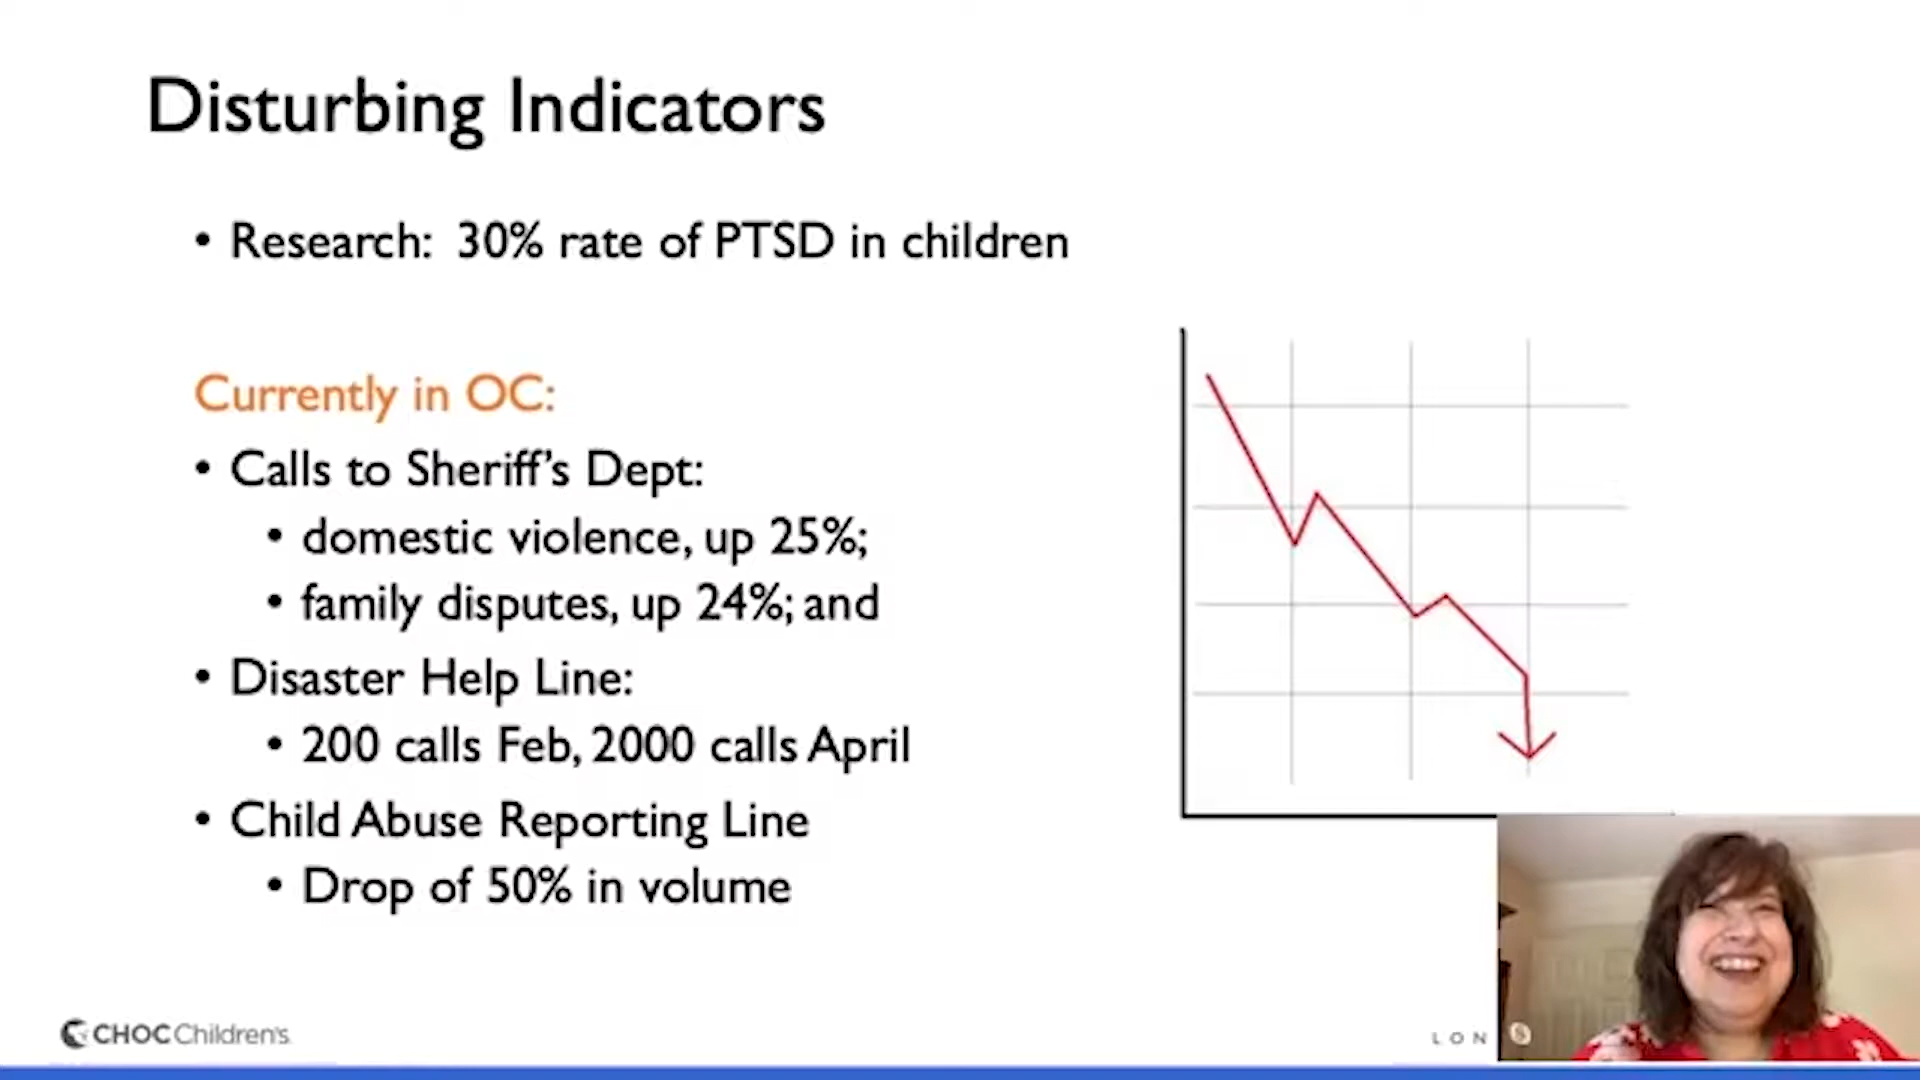 Disturbing Indicators
• Research: 30% rate of PTSD in children
Currently in OC:
• Calls to Sheriff's Dept:
• domestic violence, up 25%;
• family disputes, up 24%; and
• Disaster Help Line:
• 200 calls Feb, 2000 calls April
• Child Abuse Reporting Line
• Drop of 50% in volume
CHOC Children's
LON